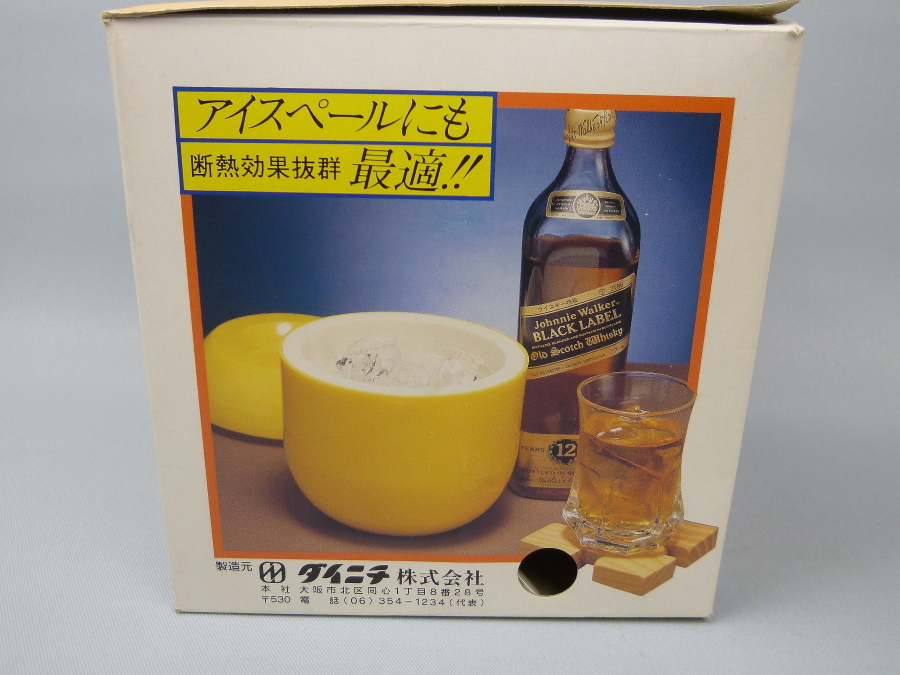 アイスペールにも
断熱効果抜群 最適!!
Johnnie Walker
BLACK LABEL
Old Scotch Whisky
YEARS 12
製造元 ダイニチ 株式会社
本社 大阪市北区同心1丁目8番28号
〒530 電話(06)354-1234(代表)